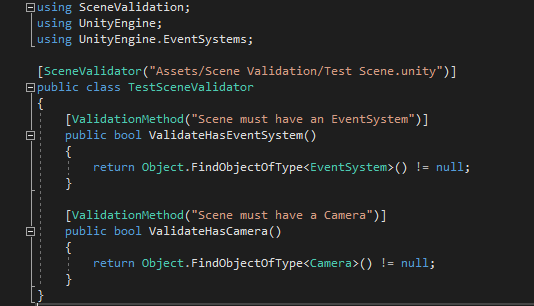 using SceneValidation;
using UnityEngine;
using UnityEngine.EventSystems;
[SceneValidator("Assets/Scene Validation/Test Scene.unity")]
public class TestSceneValidator
{
[ValidationMethod("Scene must have an EventSystem")]
public bool ValidateHasEventSystem()
{
return Object.FindObjectOfType<EventSystem>() != null;
}
[ValidationMethod("Scene must have a Camera")]
public bool ValidateHasCamera()
{
return Object.FindObjectOfType<Camera>() != null;
}
}